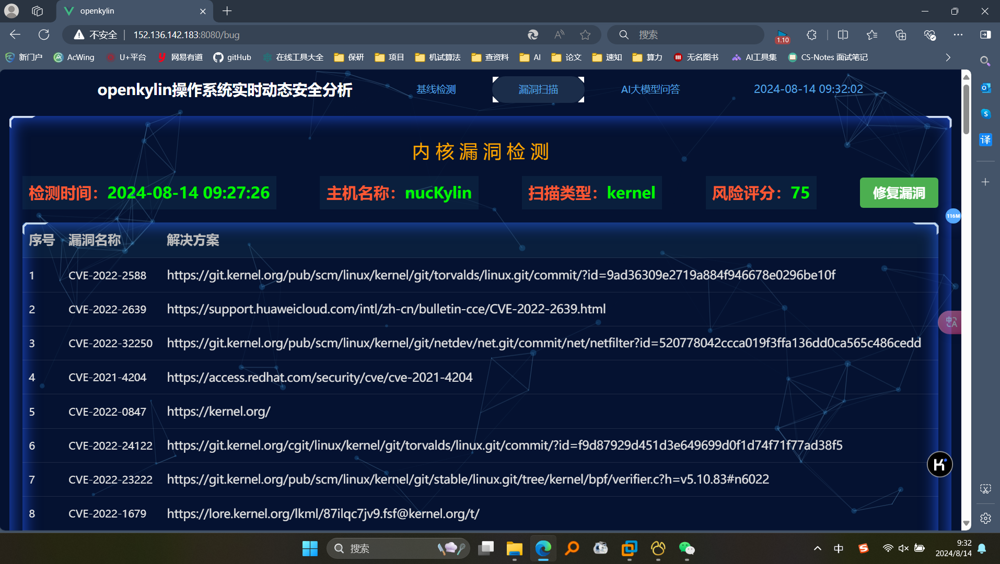 openkylin
不安全 152.136.142.183:8080/bug 搜索 1.10
新门户 AcWing U+平台 网易有道 gitHub 在线工具大全 保研 项目 机试算法 查资料 AI 论文 速知 算力 无名图书 AI工具集 CS-Notes 面试笔记
openkylin操作系统实时动态安全分析 基线检测 漏洞扫描 AI大模型问答 2024-08-14 09:32:02
内核漏洞检测
检测时间：2024-08-14 09:27:26 主机名称：nucKylin 扫描类型：kernel 风险评分：75 修复漏洞
116M
序号 漏洞名称 解决方案
1 CVE-2022-2588 https://git.kernel.org/pub/scm/linux/kernel/git/torvalds/linux.git/commit/?id=9ad36309e2719a884f946678e0296be10f
2 CVE-2022-2639 https://support.huaweicloud.com/intl/zh-cn/bulletin-cce/CVE-2022-2639.html
3 CVE-2022-32250 https://git.kernel.org/pub/scm/linux/kernel/git/netdev/net.git/commit/net/netfilter?id=520778042ccca019f3ffa136dd0ca565c486cedd
4 CVE-2021-4204 https://access.redhat.com/security/cve/cve-2021-4204
5 CVE-2022-0847 https://kernel.org/
6 CVE-2022-24122 https://git.kernel.org/cgit/linux/kernel/git/torvalds/linux.git/commit/?id=f9d87929d451d3e649699d0f1d74f71f77ad38f5
7 CVE-2022-23222 https://git.kernel.org/pub/scm/linux/kernel/git/stable/linux.git/tree/kernel/bpf/verifier.c?h=v5.10.83#n6022
8 CVE-2022-1679 https://lore.kernel.org/lkml/87ilqc7jv9.fsf@kernel.org/t/
译
搜索 中 9:32
2024/8/14